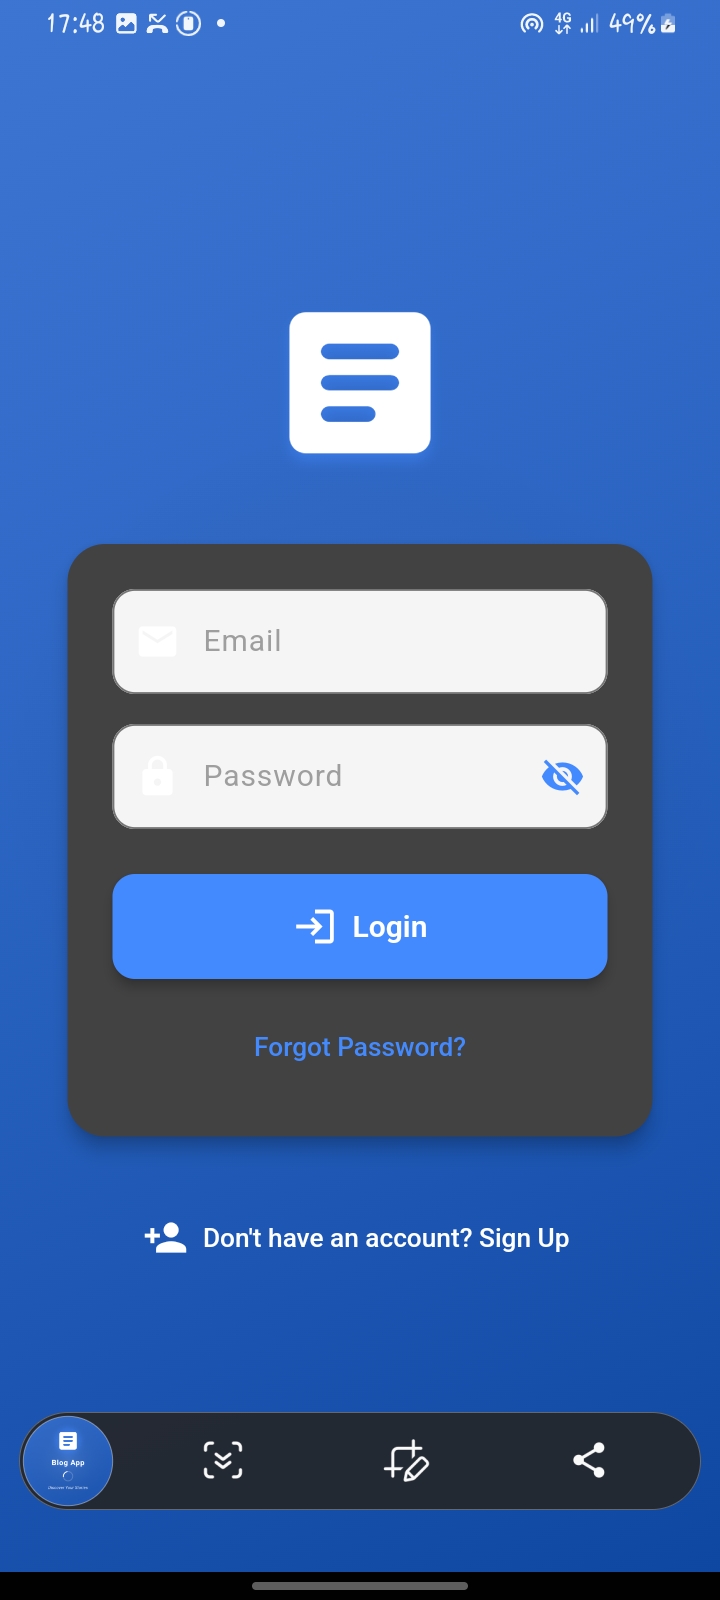 17:48 4G 49%
Email
Password
Login
Forgot Password?
Don't have an account? Sign Up
Blog App
Discover Your Stories